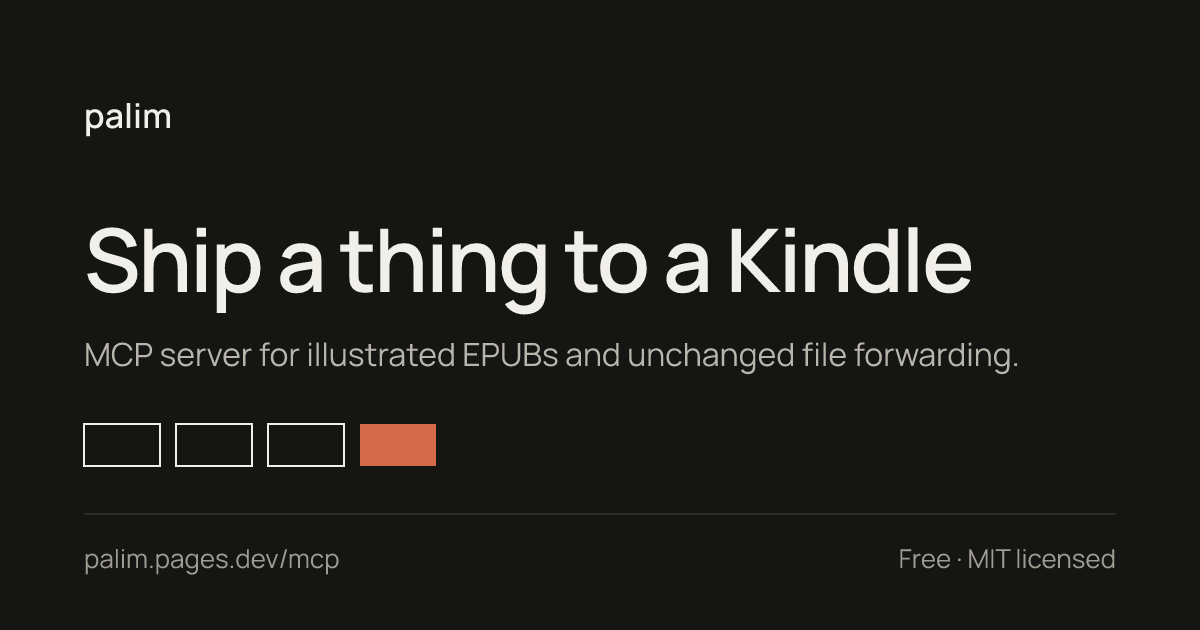 palim
Ship a thing to a Kindle
MCP server for illustrated EPUBs and unchanged file forwarding.
palim.pages.dev/mcp
Free · MIT licensed